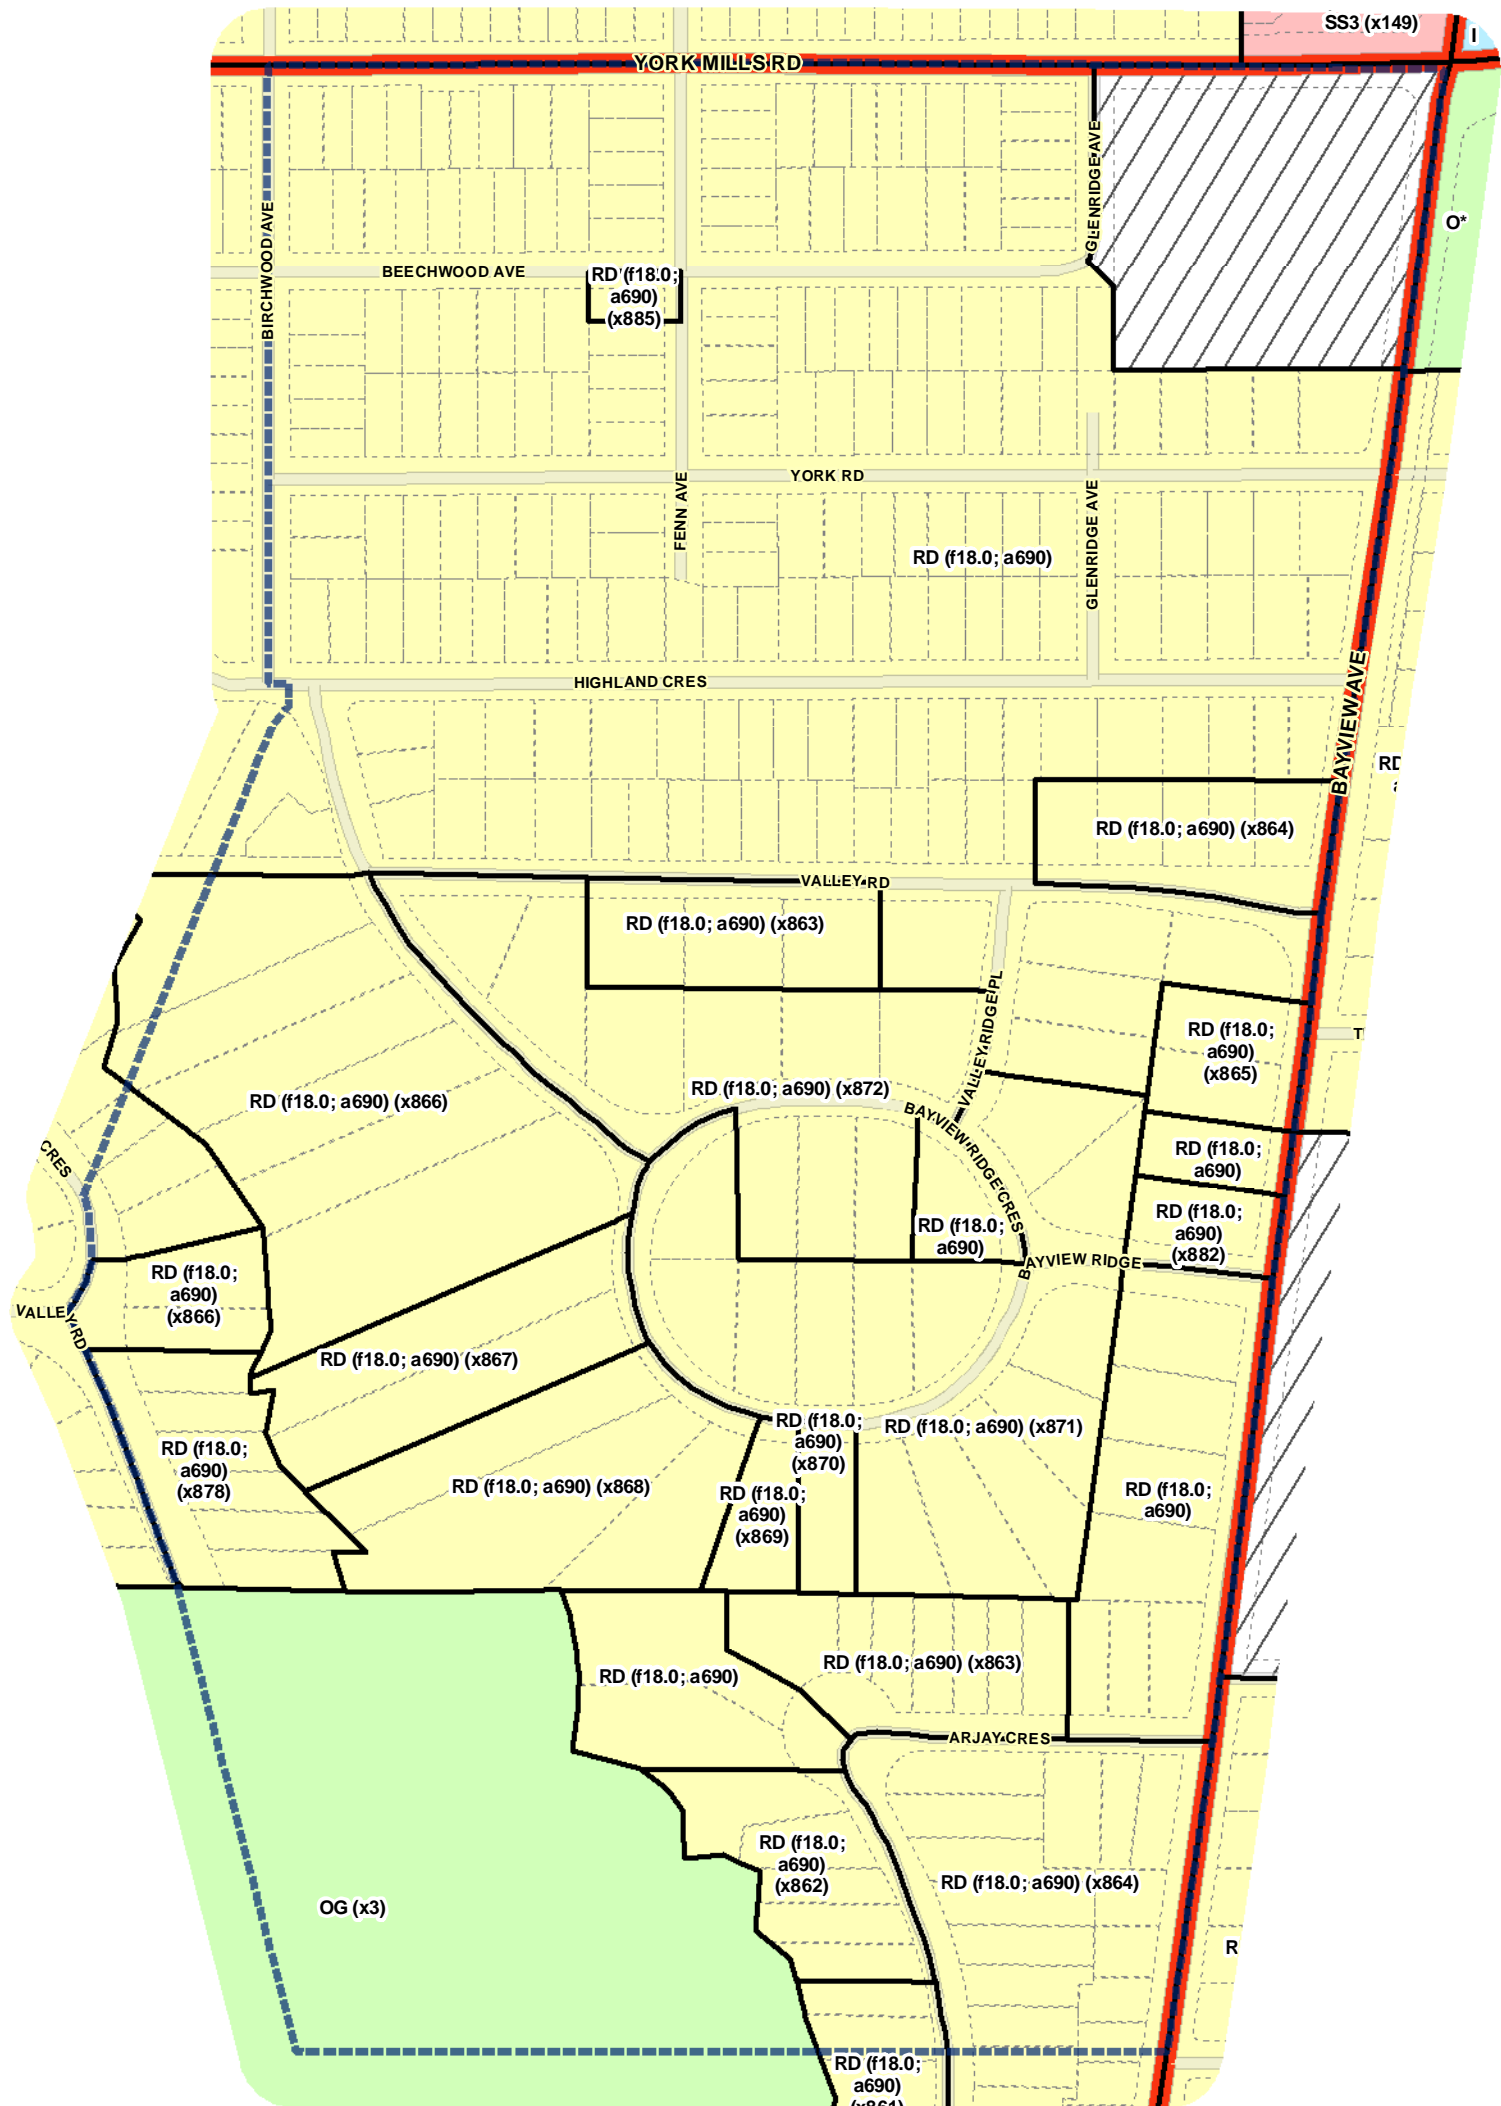 SS3 (x149)
I
YORK MILLS RD
GLENRIDGE AVE
O*
BIRCHWOOD AVE
BEECHWOOD AVE
RD (f18.0;
a690)
(x885)
YORK RD
FENN AVE
GLENRIDGE AVE
RD (f18.0; a690)
HIGHLAND CRES
BAYVIEW AVE
RD
RD (f18.0; a690) (x864)
VALLEY RD
RD (f18.0; a690) (x863)
VALLEY RIDGE PL
RD (f18.0;
a690)
(x865)
T
RD (f18.0; a690) (x866)
RD (f18.0; a690) (x872)
BAYVIEW RIDGE CRES
CRES
RD (f18.0;
a690)
RD (f18.0;
a690)
(x882)
RD (f18.0;
a690)
BAYVIEW RIDGE
RD (f18.0;
a690)
(x866)
VALLEY RD
RD (f18.0; a690) (x867)
RD (f18.0; a690) (x871)
RD (f18.0;
a690)
(x870)
RD (f18.0;
a690)
(x878)
RD (f18.0; a690) (x868)
RD (f18.0;
a690)
(x869)
RD (f18.0;
a690)
RD (f18.0; a690)
RD (f18.0; a690) (x863)
ARJAY CRES
RD (f18.0;
a690)
(x862)
RD (f18.0; a690) (x864)
OG (x3)
R
RD (f18.0;
a690)
(x861)